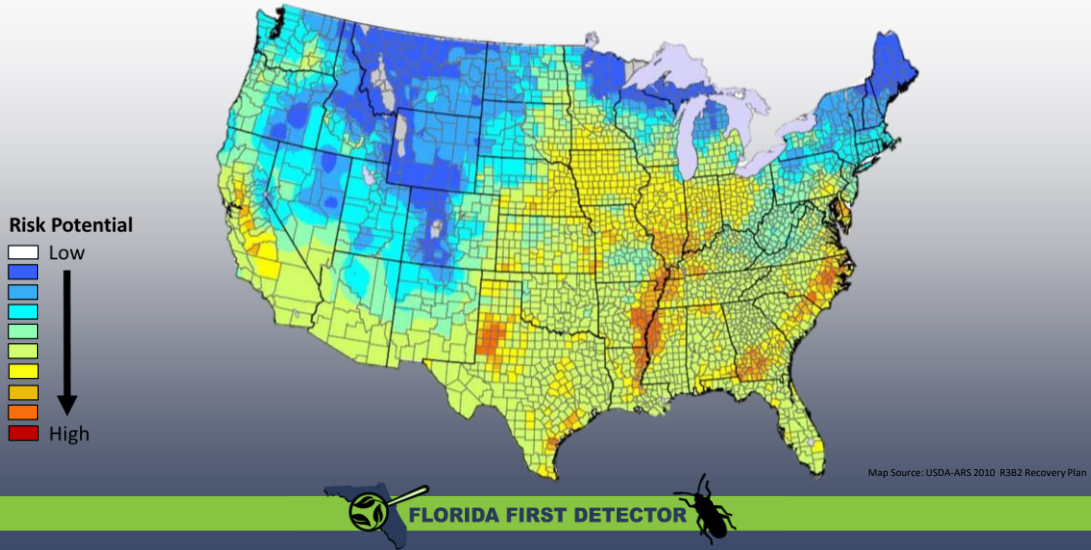 Risk Potential
Low
High
Map Source: USDA-ARS 2010 R3B2 Recovery Plan
FLORIDA FIRST DETECTOR